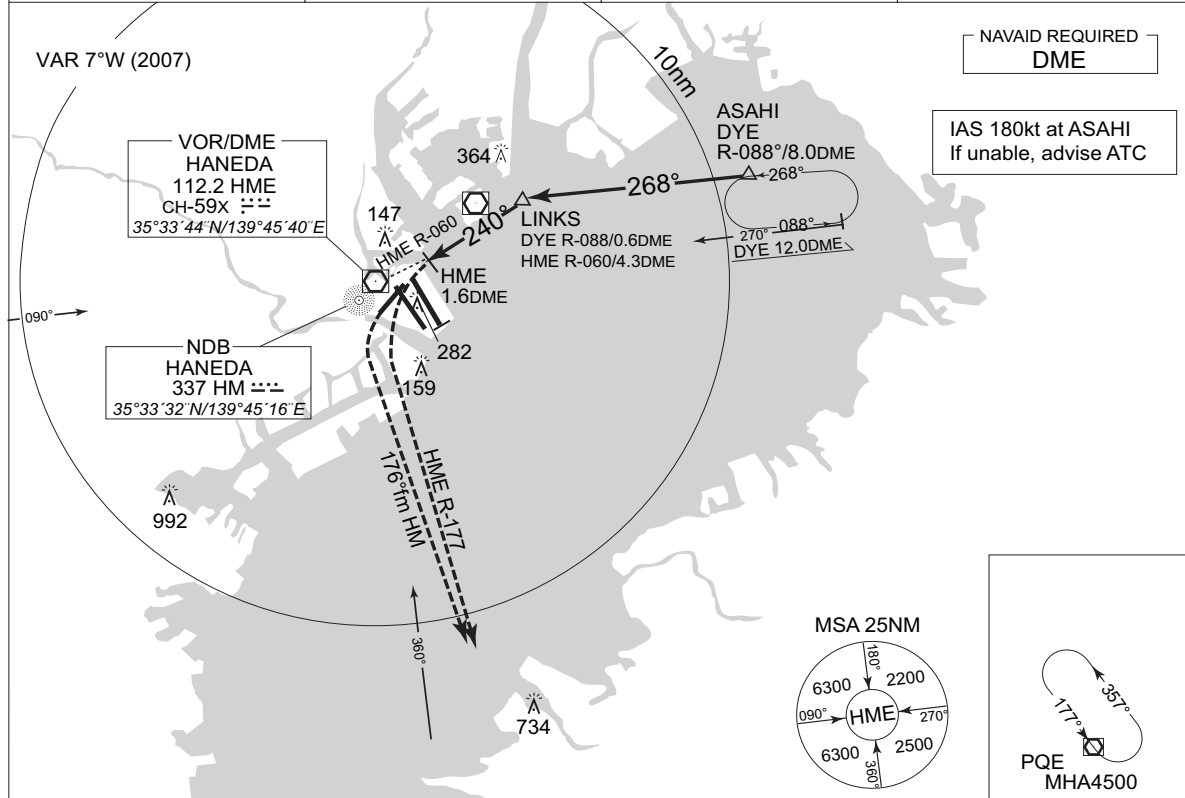 VAR 7°W (2007)
10nm
NAVAID REQUIRED
DME
IAS 180kt at ASAHI
If unable, advise ATC
ASAHI
DYE
R-088°/8.0DME
268°
088°
270°
DYE 12.0DME
268°
VOR/DME
HANEDA
112.2 HME
CH-59X
35°33´44˝N/139°45´40˝E
364
147
HME R-060
240°
LINKS
DYE R-088/0.6DME
HME R-060/4.3DME
HME
1.6DME
090°
NDB
HANEDA
337 HM
35°33´32˝N/139°45´16˝E
282
159
176°fm HM
HME R-177
992
360°
734
MSA 25NM
180°
6300
2200
090°
HME
270°
6300
2500
360°
357°
177°
PQE
MHA4500